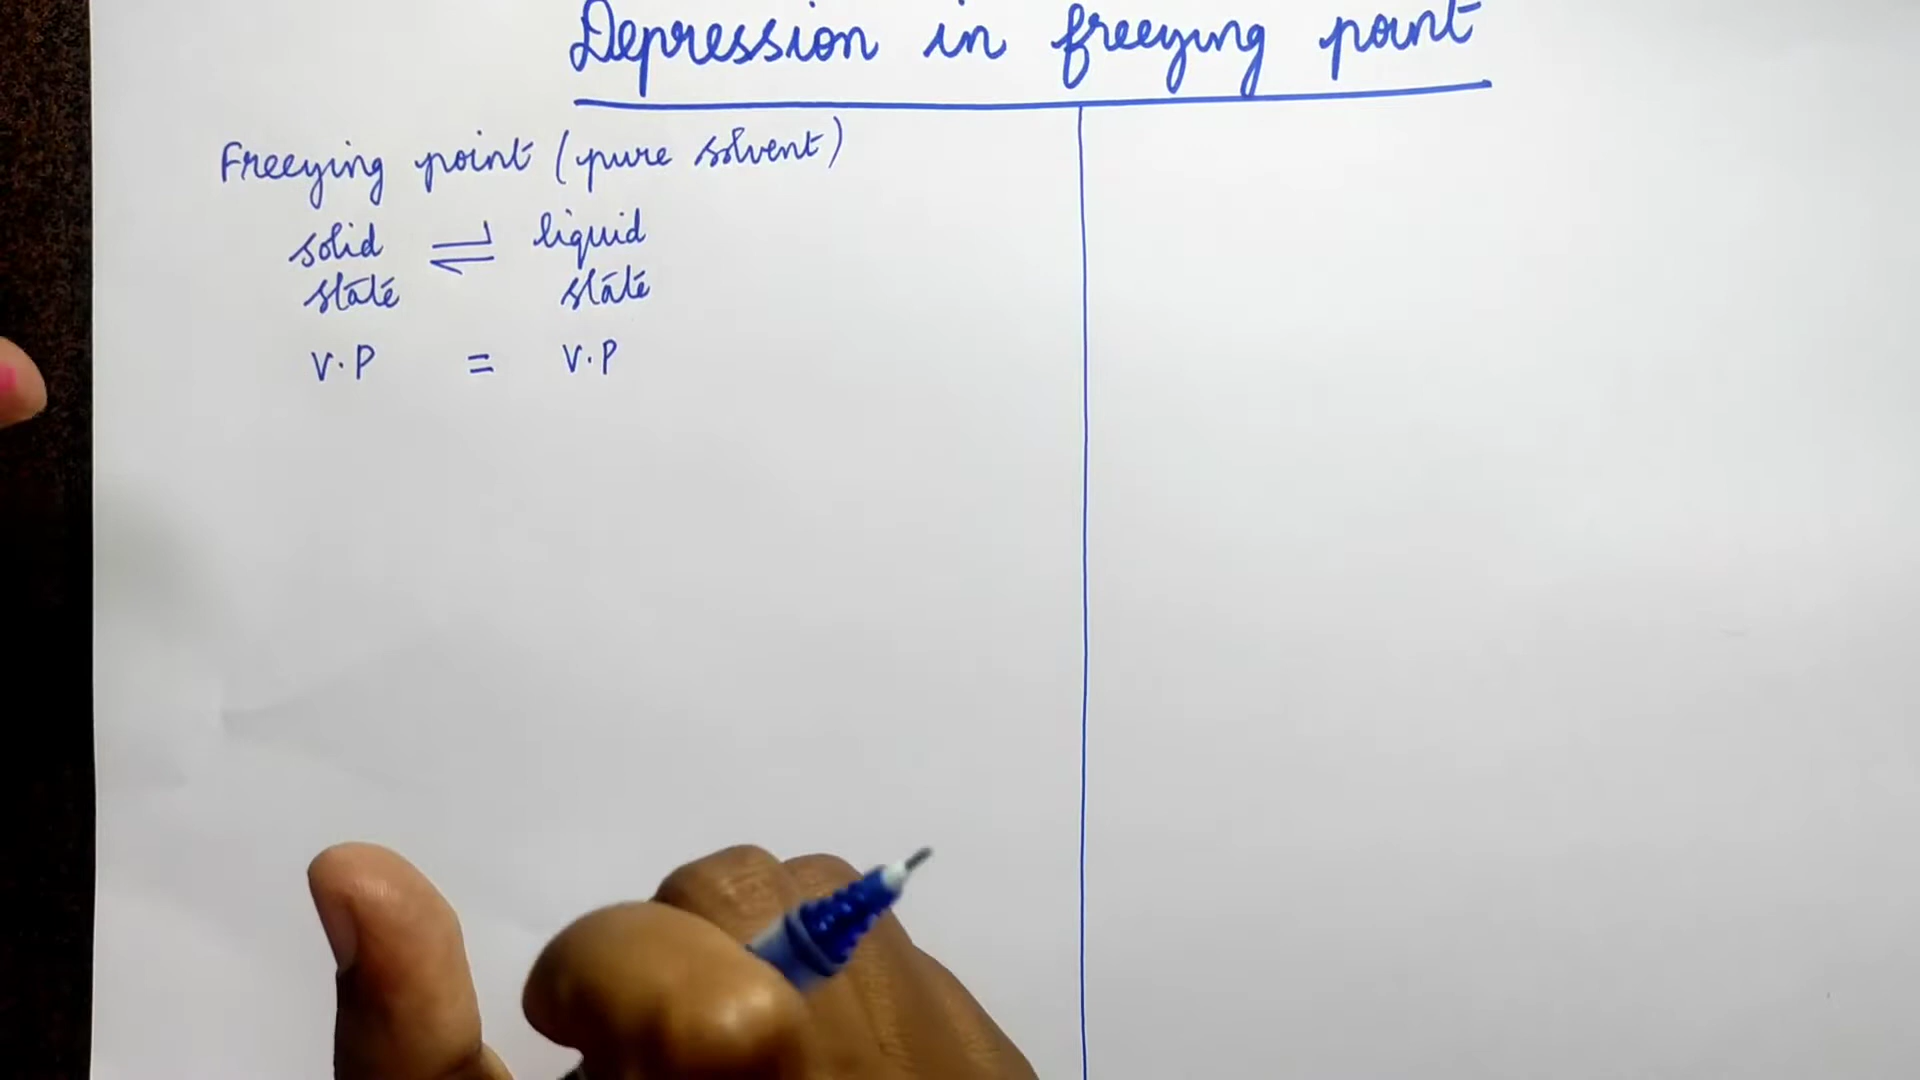 Depression in freezing point
Freezing point (pure solvent)
solid ⇌ liquid
state state
V.P = V.P